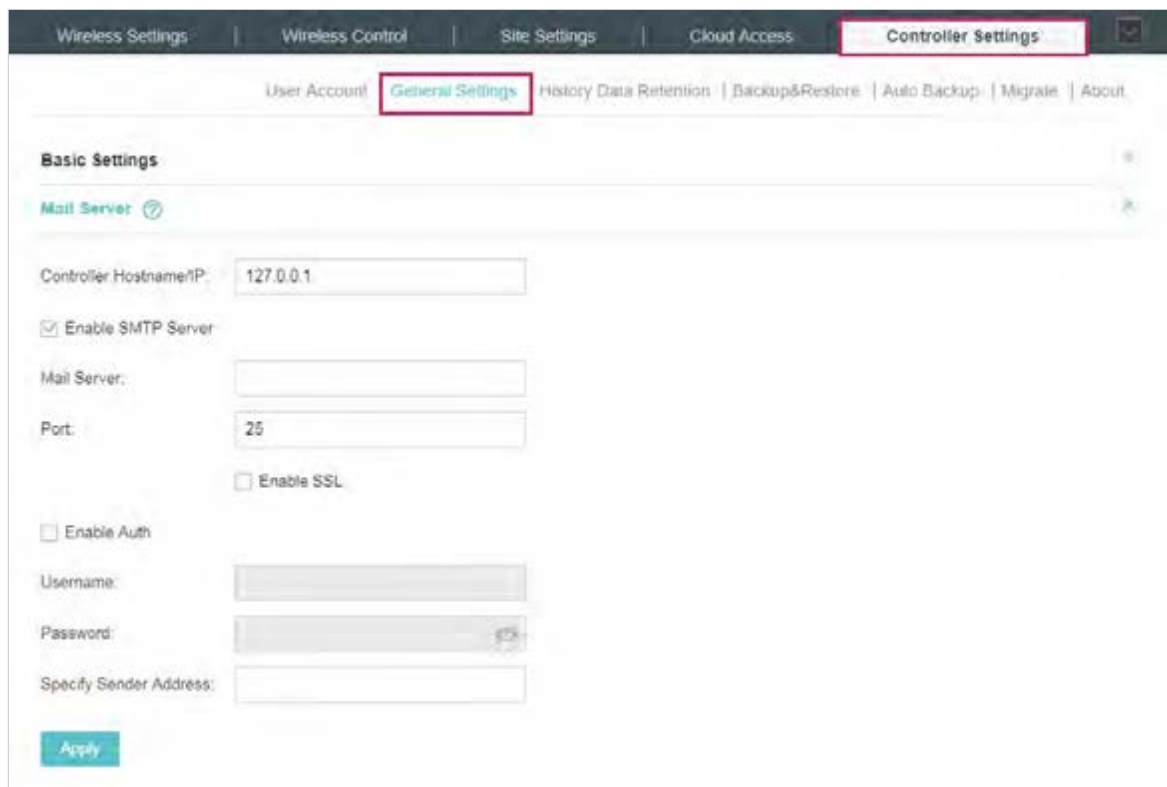 Wireless Settings | Wireless Control | Site Settings | Cloud Access Controller Settings
User Account General Settings History Data Retention | Backup&Restore | Auto Backup | Migrate | About
Basic Settings
Mail Server ?
Controller Hostname/IP: 127.0.0.1
Enable SMTP Server
Mail Server:
Port: 25
Enable SSL
Enable Auth
Username:
Password:
Specify Sender Address:
Apply